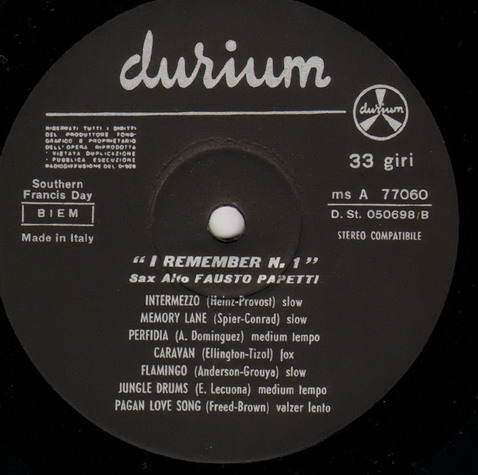 durium
durium
RISERVATI TUTTI I DIRITTI
DEL PRODUTTORE FONO-
GRAFICO E PROPRIETARIO
DELL'OPERA RIPRODOTTA
· VIETATA DUPLICAZIONE
· PUBBLICA ESECUZIONE
RADIODIFFUSIONE DEL DISCO
33 giri
Southern
Francis Day
BIEM
Made in Italy
ms A 77060
D. St. 050698/B
STEREO COMPATIBILE
"I REMEMBER N. 1"
Sax Alto FAUSTO PAPETTI
INTERMEZZO (Heinz-Provost) slow
MEMORY LANE (Spier-Conrad) slow
PERFIDIA (A. Dominguez) medium tempo
CARAVAN (Ellington-Tizol) fox
FLAMINGO (Anderson-Grouya) slow
JUNGLE DRUMS (E. Lecuona) medium tempo
PAGAN LOVE SONG (Freed-Brown) valzer lento